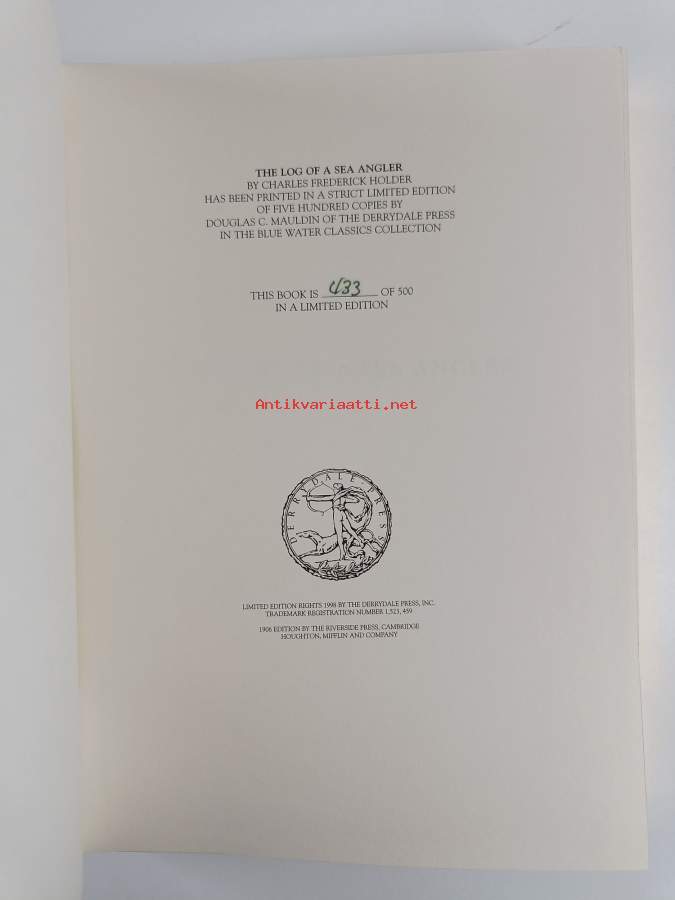 THE LOG OF A SEA ANGLER
BY CHARLES FREDERICK HOLDER
HAS BEEN PRINTED IN A STRICT LIMITED EDITION
OF FIVE HUNDRED COPIES BY
DOUGLAS C. MAULDIN OF THE DERRYDALE PRESS
IN THE BLUE WATER CLASSICS COLLECTION
THIS BOOK IS 433 OF 500
IN A LIMITED EDITION
Antikvariaatti.net
DERRYDALE PRESS
LIMITED EDITION RIGHTS 1998 BY THE DERRYDALE PRESS, INC.
TRADEMARK REGISTRATION NUMBER 1,523, 459
1906 EDITION BY THE RIVERSIDE PRESS, CAMBRIDGE
HOUGHTON, MIFFLIN AND COMPANY